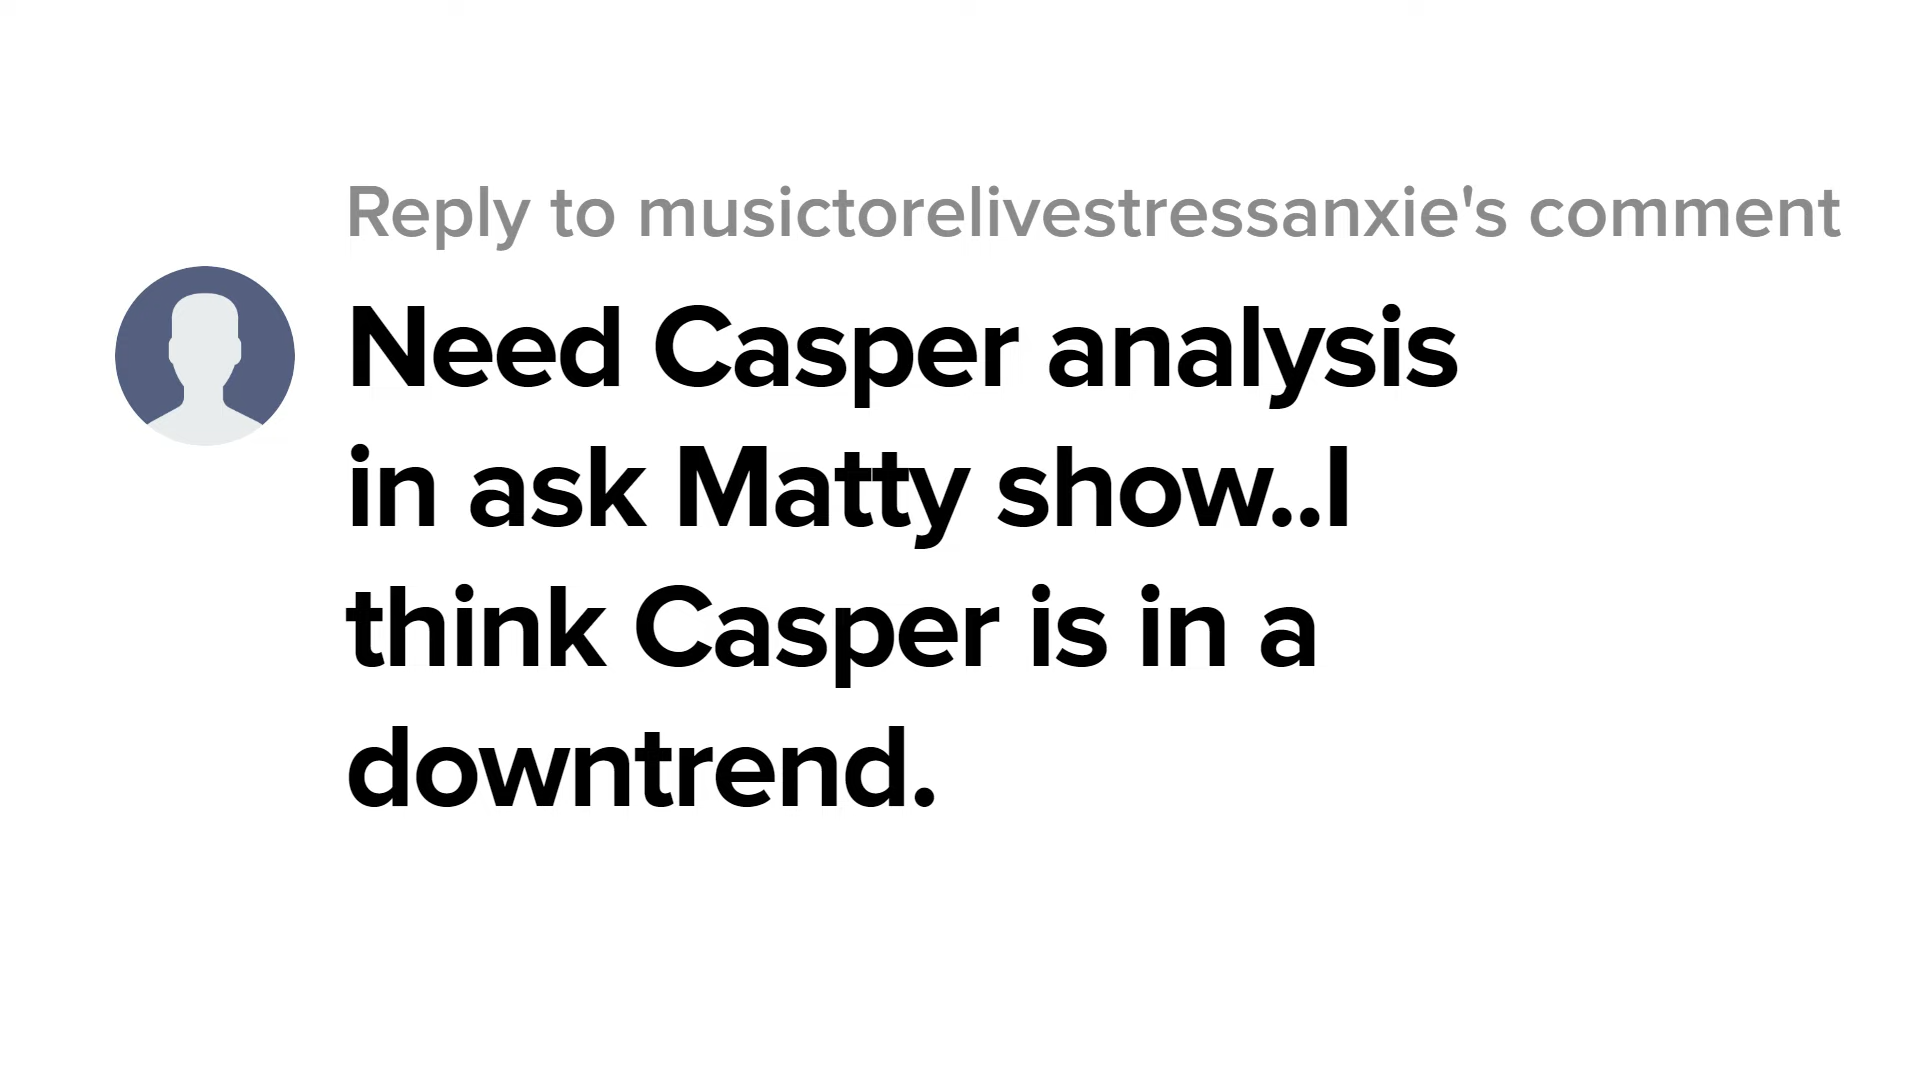 Reply to musictorelivestressanxie's comment
Need Casper analysis
in ask Matty show..I
think Casper is in a
downtrend.